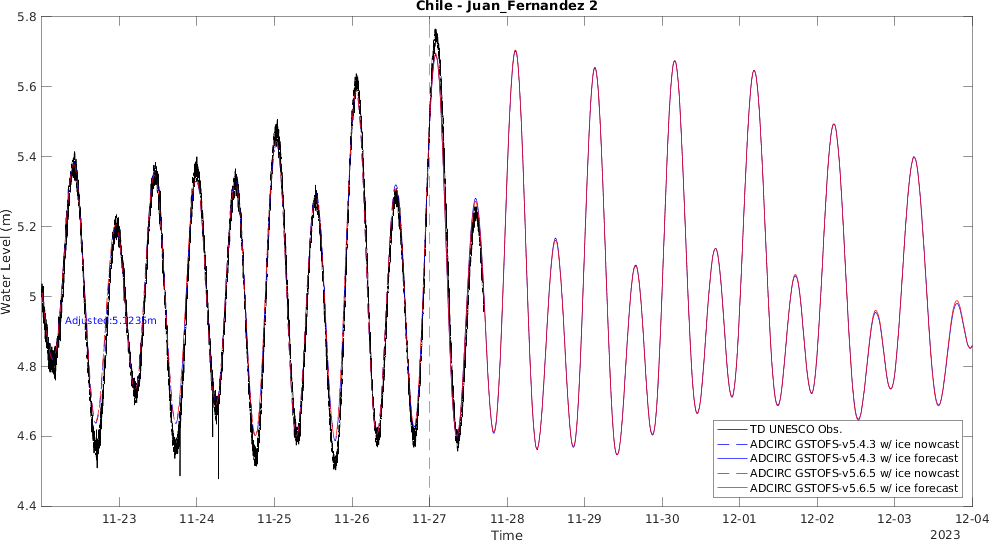 Chile - Juan_Fernandez 2
5.8
5.6
5.4
5.2
5
4.8
4.6
4.4
Water Level (m)
Adjusted:5.1235m
TD UNESCO Obs.
ADCIRC GSTOFS-v5.4.3 w/ ice nowcast
ADCIRC GSTOFS-v5.4.3 w/ ice forecast
ADCIRC GSTOFS-v5.6.5 w/ ice nowcast
ADCIRC GSTOFS-v5.6.5 w/ ice forecast
11-23 11-24 11-25 11-26 11-27 11-28 11-29 11-30 12-01 12-02 12-03 12-04
Time
2023